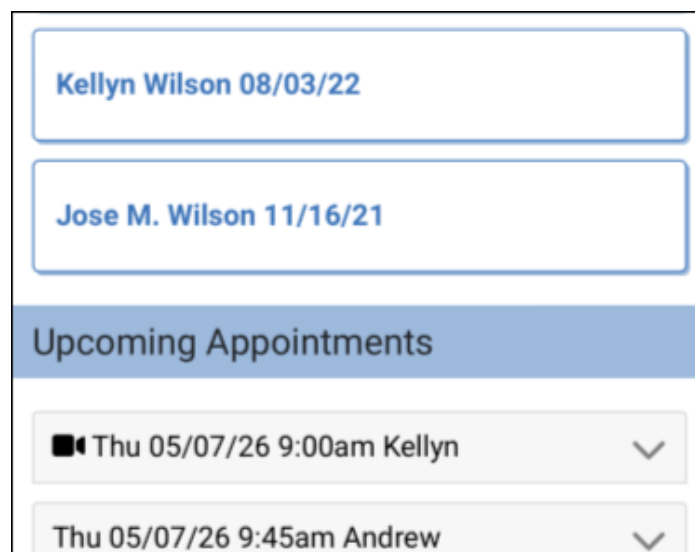 Kellyn Wilson 08/03/22
Jose M. Wilson 11/16/21
Upcoming Appointments
Thu 05/07/26 9:00am Kellyn
Thu 05/07/26 9:45am Andrew